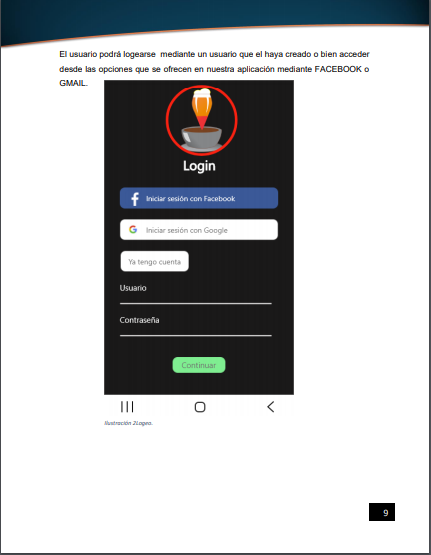 El usuario podrá logearse mediante un usuario que el haya creado o bien acceder
desde las opciones que se ofrecen en nuestra aplicación mediante FACEBOOK o
GMAIL.
Login
Iniciar sesión con Facebook
Iniciar sesión con Google
Ya tengo cuenta
Usuario
Contraseña
Continuar
Ilustración 2Logeo.
9